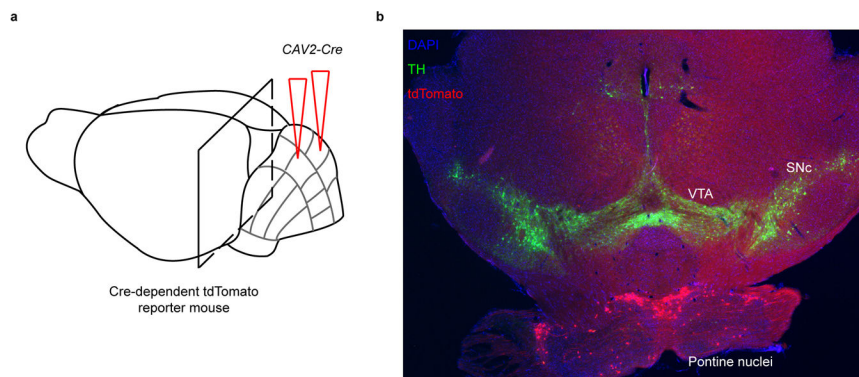 a
CAV2-Cre
Cre-dependent tdTomato
reporter mouse
b
DAPI
TH
tdTomato
SNc
VTA
Pontine nuclei